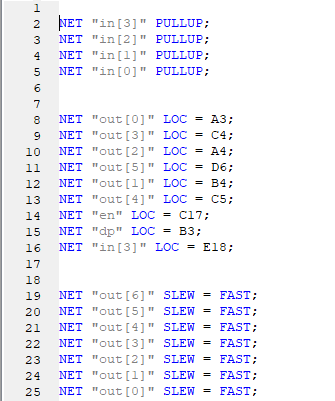 1
2 NET "in[3]" PULLUP;
3 NET "in[2]" PULLUP;
4 NET "in[1]" PULLUP;
5 NET "in[0]" PULLUP;
6
7
8 NET "out[0]" LOC = A3;
9 NET "out[3]" LOC = C4;
10 NET "out[2]" LOC = A4;
11 NET "out[5]" LOC = D6;
12 NET "out[1]" LOC = B4;
13 NET "out[4]" LOC = C5;
14 NET "en" LOC = C17;
15 NET "dp" LOC = B3;
16 NET "in[3]" LOC = E18;
17
18
19 NET "out[6]" SLEW = FAST;
20 NET "out[5]" SLEW = FAST;
21 NET "out[4]" SLEW = FAST;
22 NET "out[3]" SLEW = FAST;
23 NET "out[2]" SLEW = FAST;
24 NET "out[1]" SLEW = FAST;
25 NET "out[0]" SLEW = FAST;